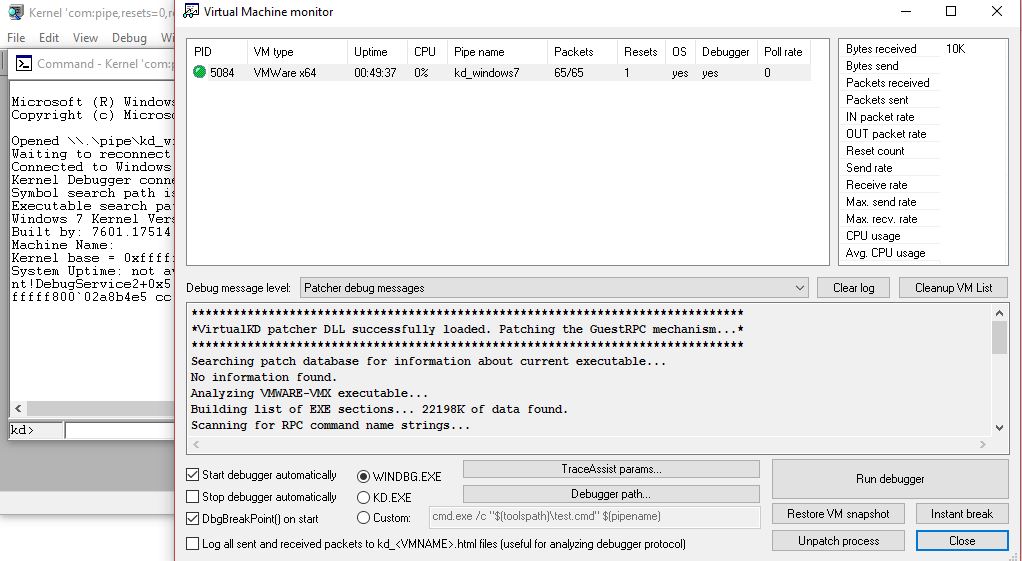 Kernel 'com:pipe,resets=0,r
File Edit View Debug Wi
Command - Kernel 'com:p
Microsoft (R) Windows
Copyright (c) Microso
Opened \\.\pipe\kd_wi
Waiting to reconnect
Connected to Windows
Kernel Debugger conne
Symbol search path is
Executable search pat
Windows 7 Kernel Vers
Built by: 7601.17514
Machine Name:
Kernel base = 0xfffff
System Uptime: not av
nt!DebugService2+0x5
fffff800`02a8b4e5 cc
kd>
Virtual Machine monitor
PID VM type Uptime CPU Pipe name Packets Resets OS Debugger Poll rate
5084 VMWare x64 00:49:37 0% kd_windows7 65/65 1 yes yes 0
Bytes received 10K
Bytes send
Packets received
Packets sent
IN packet rate
OUT packet rate
Reset count
Send rate
Receive rate
Max. send rate
Max. recv. rate
CPU usage
Avg. CPU usage
Debug message level: Patcher debug messages Clear log Cleanup VM List
******************************************************************************
*VirtualKD patcher DLL successfully loaded. Patching the GuestRPC mechanism...*
******************************************************************************
Searching patch database for information about current executable...
No information found.
Analyzing VMWARE-VMX executable...
Building list of EXE sections... 22198K of data found.
Scanning for RPC command name strings...
Start debugger automatically WINDBG.EXE TraceAssist params... Run debugger
Stop debugger automatically KD.EXE Debugger path...
DbgBreakPoint() on start Custom: cmd.exe /c "$(toolspath)\test.cmd" $(pipename) Restore VM snapshot Instant break
Log all sent and received packets to kd_<VMNAME>.html files (useful for analyzing debugger protocol) Unpatch process Close